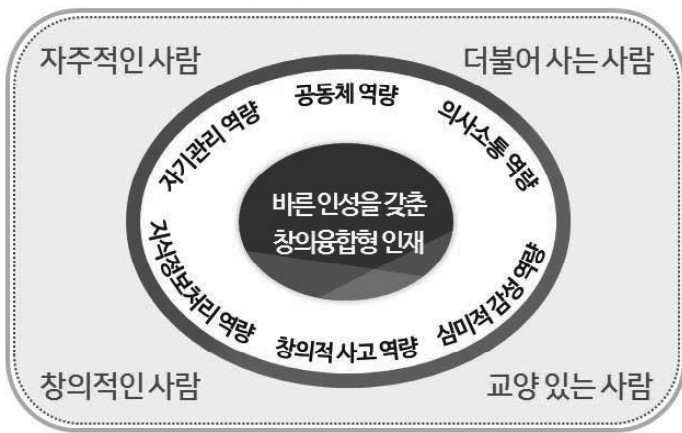 자주적인 사람
더불어 사는 사람
공동체 역량
자기관리 역량
의사소통 역량
바른 인성을 갖춘
창의융합형 인재
지식정보처리 역량
창의적 사고 역량
심미적 감성 역량
창의적인 사람
교양 있는 사람